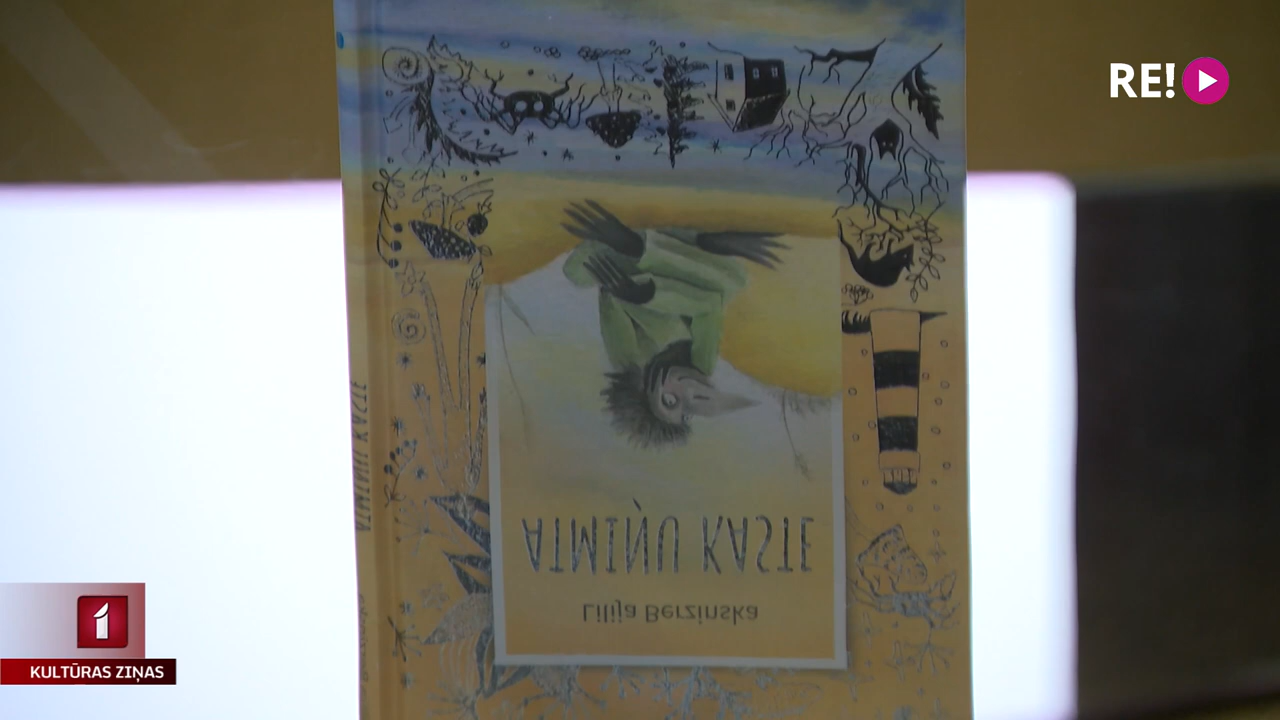 RE!
ATMIŅU KASTE
Lilija Berzinska
ATMIŅU KASTE
1
KULTŪRAS ZIŅAS